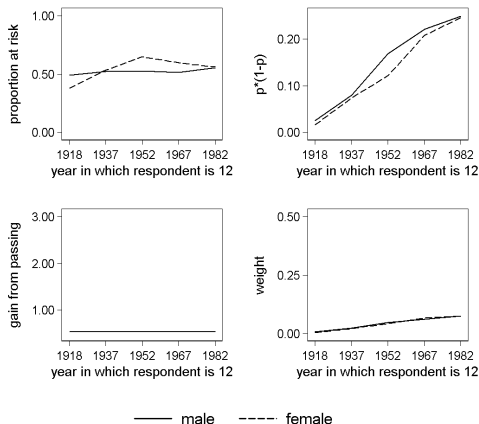 proportion at risk
1.00
0.50
0.00
1918 1937 1952 1967 1982
year in which respondent is 12
p*(1-p)
0.20
0.10
0.00
1918 1937 1952 1967 1982
year in which respondent is 12
gain from passing
3.00
2.00
1.00
1918 1937 1952 1967 1982
year in which respondent is 12
weight
0.50
0.25
0.00
1918 1937 1952 1967 1982
year in which respondent is 12
male female